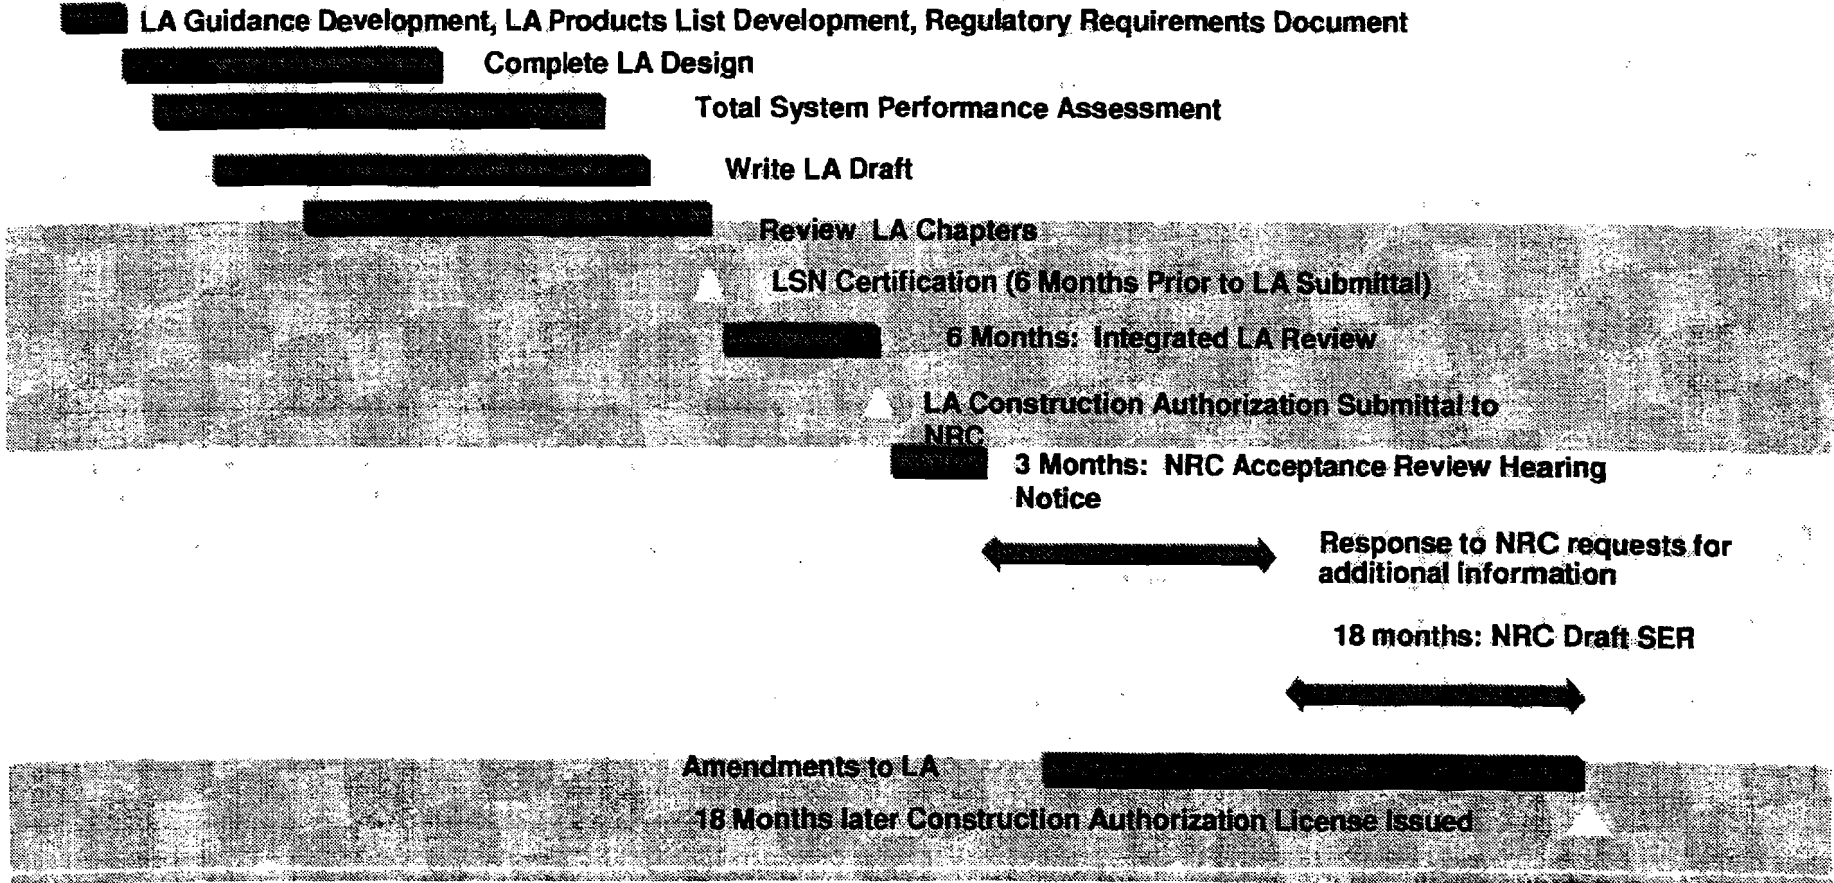 LA Guidance Development, LA Products List Development, Regulatory Requirements Document
Complete LA Design
Total System Performance Assessment
Write LA Draft
Review LA Chapters
LSN Certification (6 Months Prior to LA Submittal)
6 Months: Integrated LA Review
LA Construction Authorization Submittal to
NRC
3 Months: NRC Acceptance Review Hearing
Notice
Response to NRC requests for
additional information
18 months: NRC Draft SER
Amendments to LA
18 Months later Construction Authorization License Issued